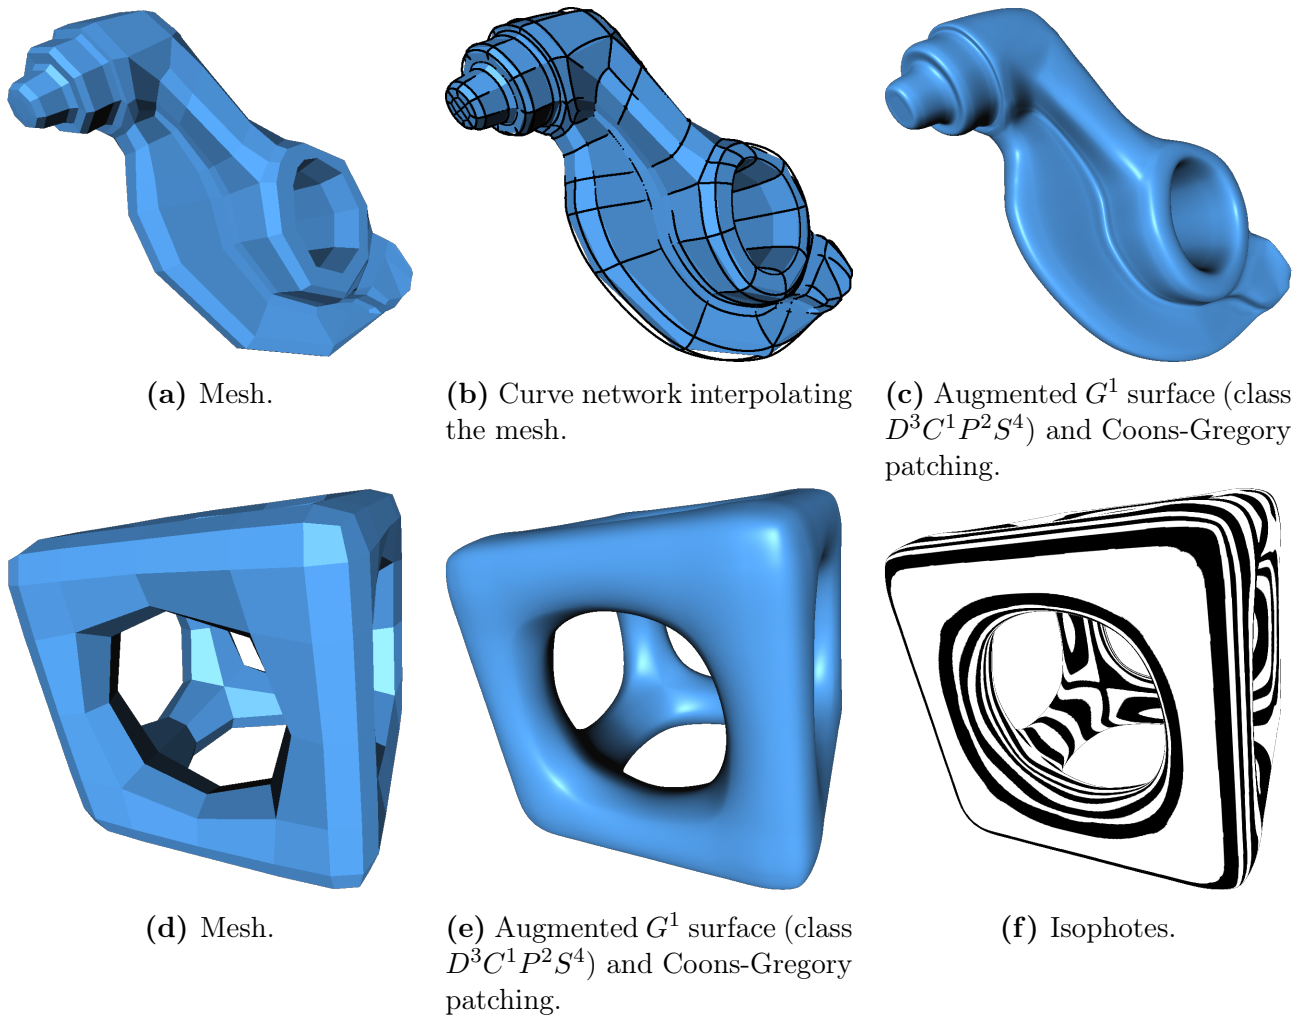 (a) Mesh.
(b) Curve network interpolating
the mesh.
(c) Augmented G¹ surface (class
D³C¹P²S⁴) and Coons-Gregory
patching.
(d) Mesh.
(e) Augmented G¹ surface (class
D³C¹P²S⁴) and Coons-Gregory
patching.
(f) Isophotes.